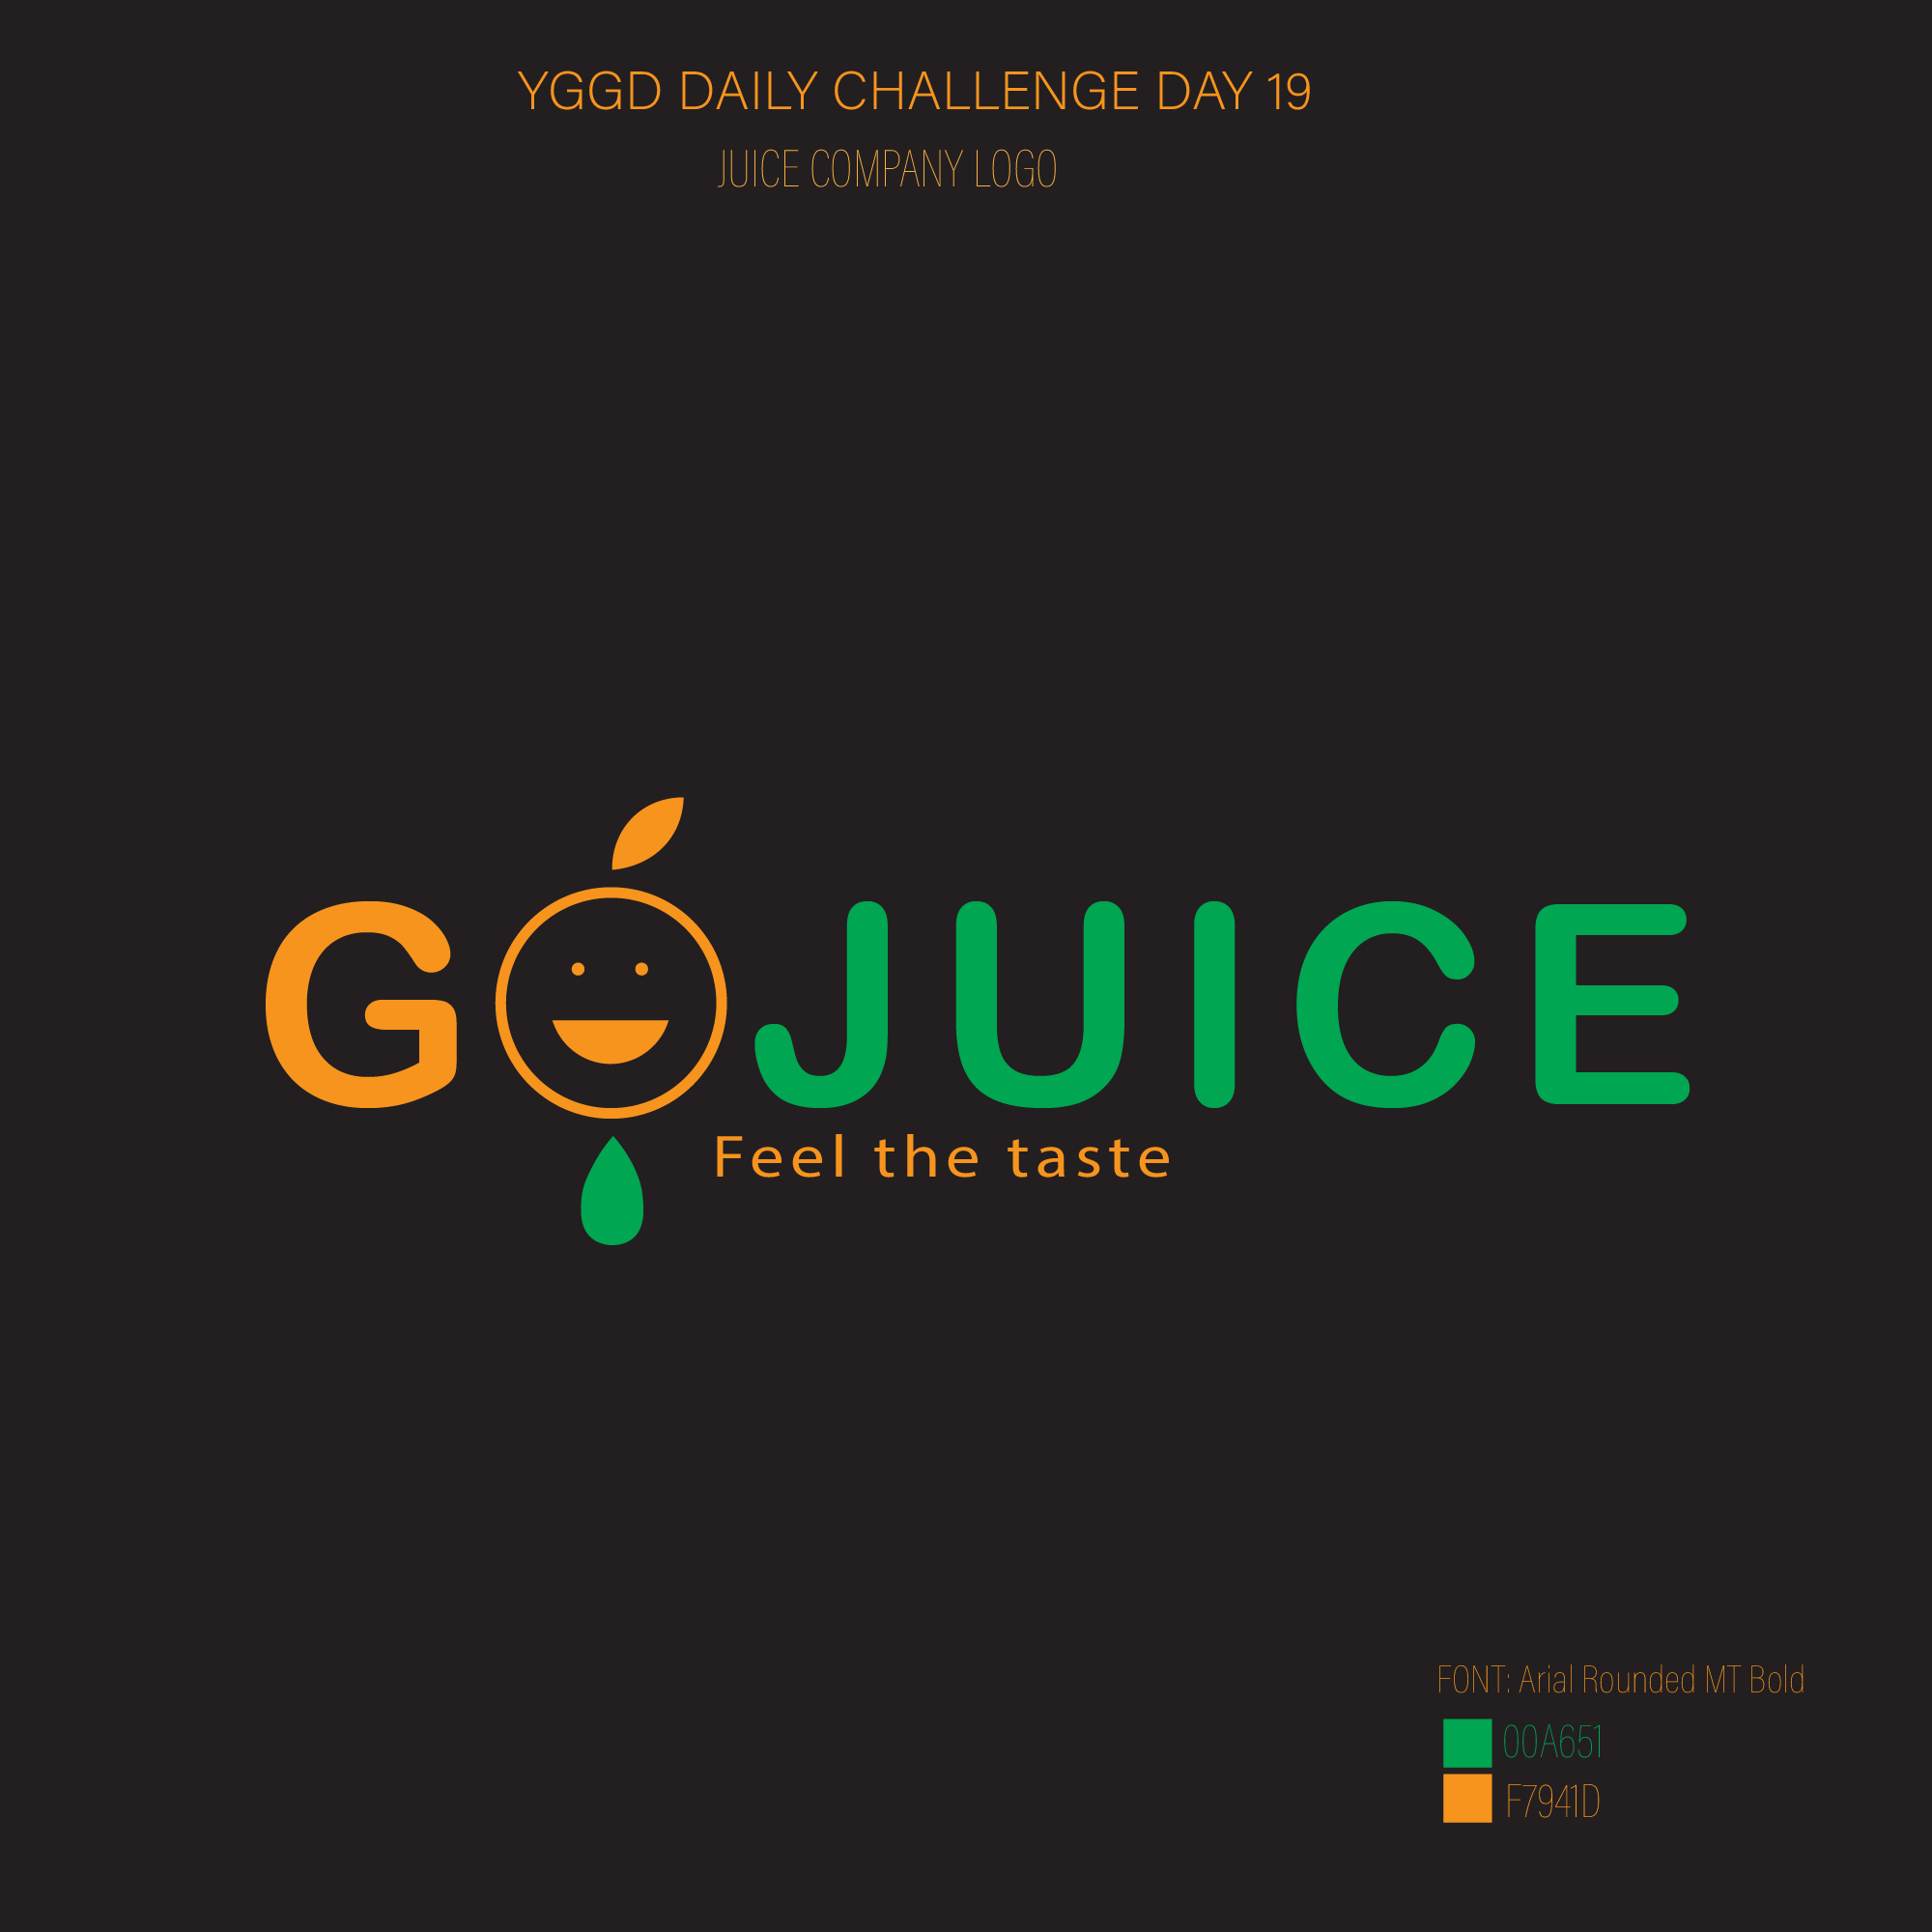 YGGD DAILY CHALLENGE DAY 19
JUICE COMPANY LOGO
GOJUICE
Feel the taste
FONT: Arial Rounded MT Bold
00A651
F7941D